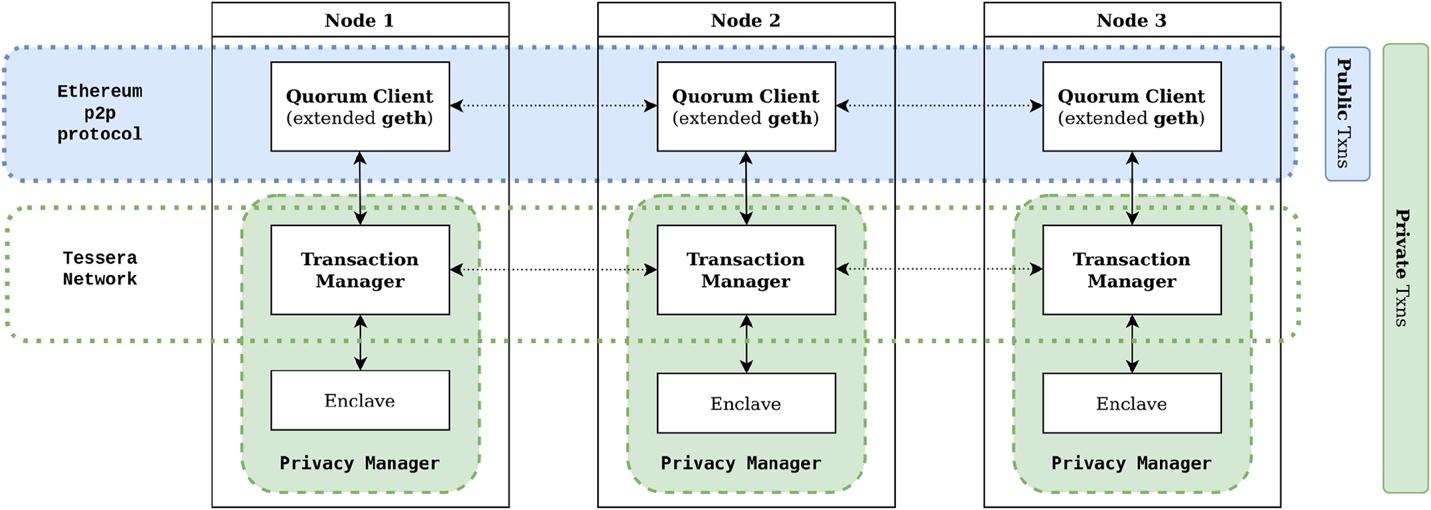 Node 1
Node 2
Node 3
Ethereum
p2p
protocol
Quorum Client
(extended geth)
Quorum Client
(extended geth)
Quorum Client
(extended geth)
Public Txns
Private Txns
Tessera
Network
Transaction
Manager
Transaction
Manager
Transaction
Manager
Enclave
Enclave
Enclave
Privacy Manager
Privacy Manager
Privacy Manager